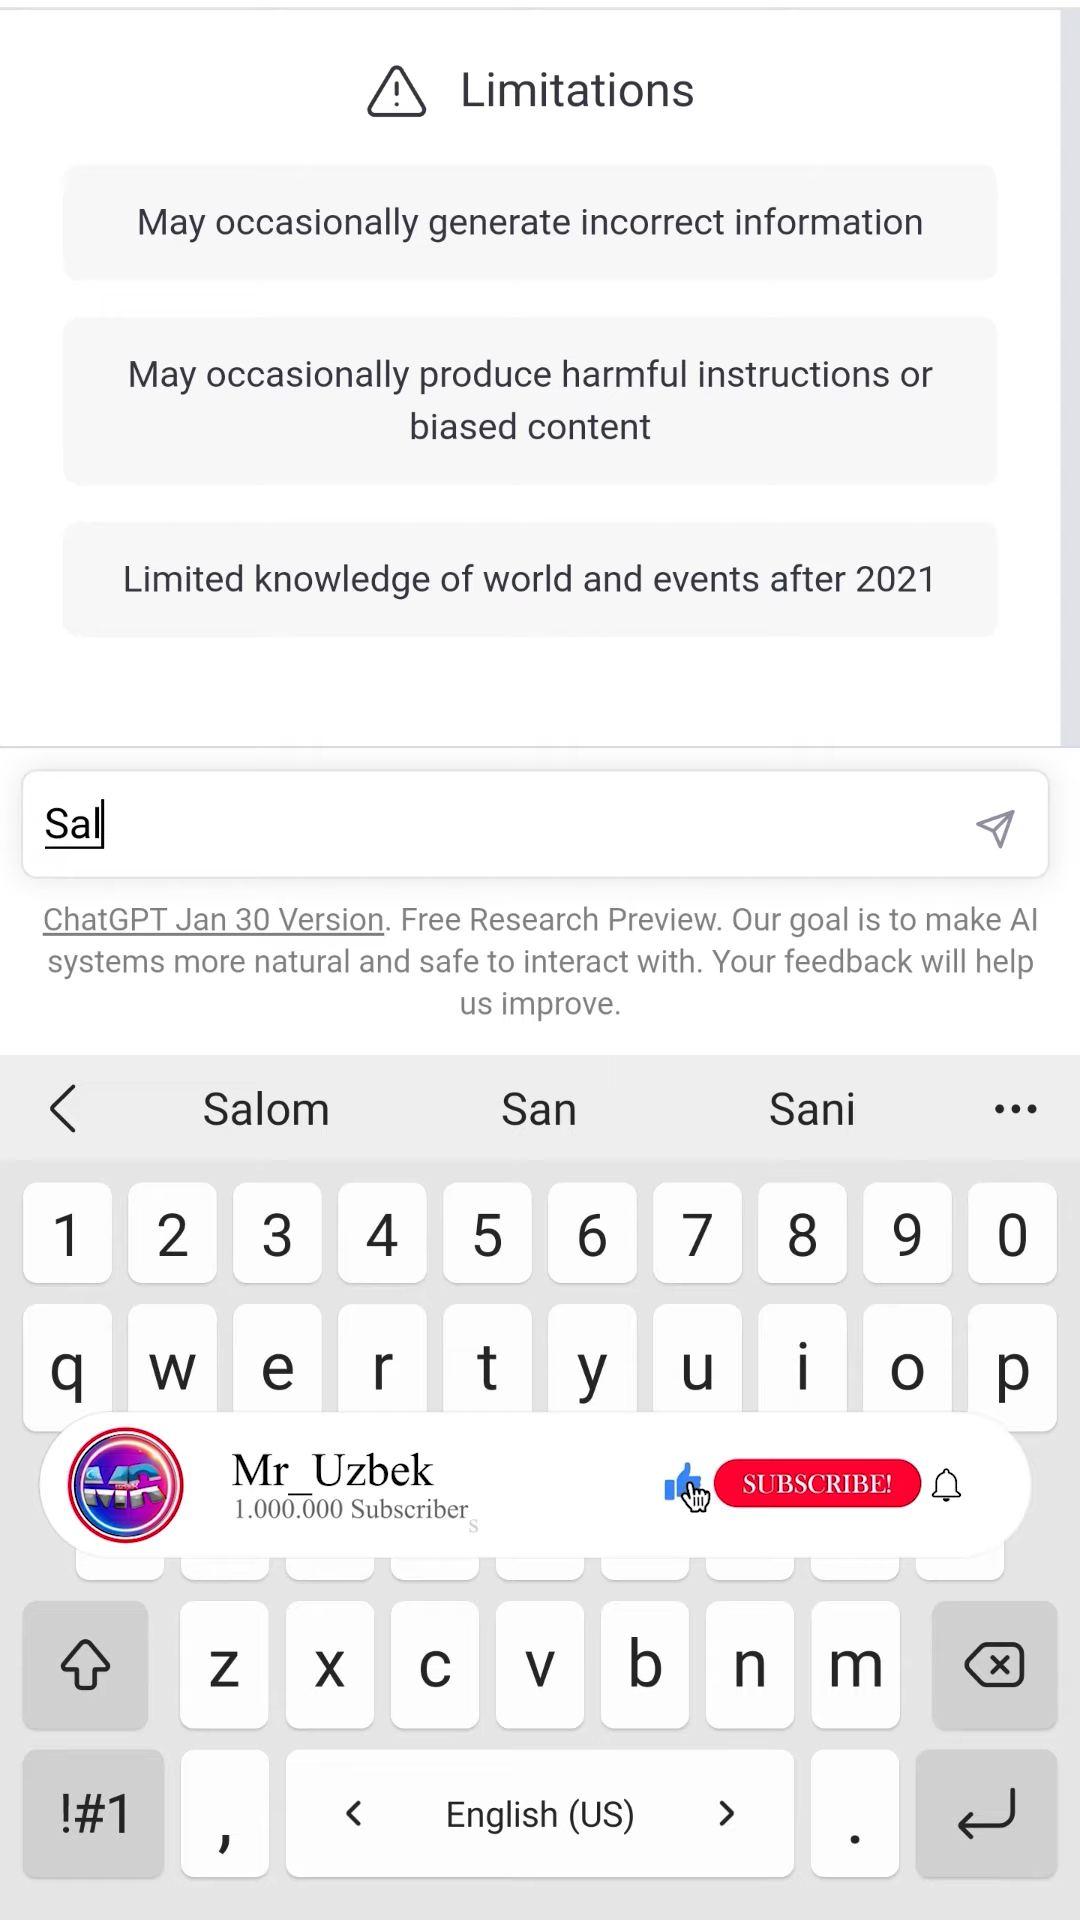 Limitations
May occasionally generate incorrect information
May occasionally produce harmful instructions or
biased content
Limited knowledge of world and events after 2021
Sal
ChatGPT Jan 30 Version. Free Research Preview. Our goal is to make AI
systems more natural and safe to interact with. Your feedback will help
us improve.
Salom San Sani
1 2 3 4 5 6 7 8 9 0
q w e r t y u i o p
MR Mr_Uzbek SUBSCRIBE!
1.000.000 Subscribers
z x c v b n m
!#1 , < English (US) > .